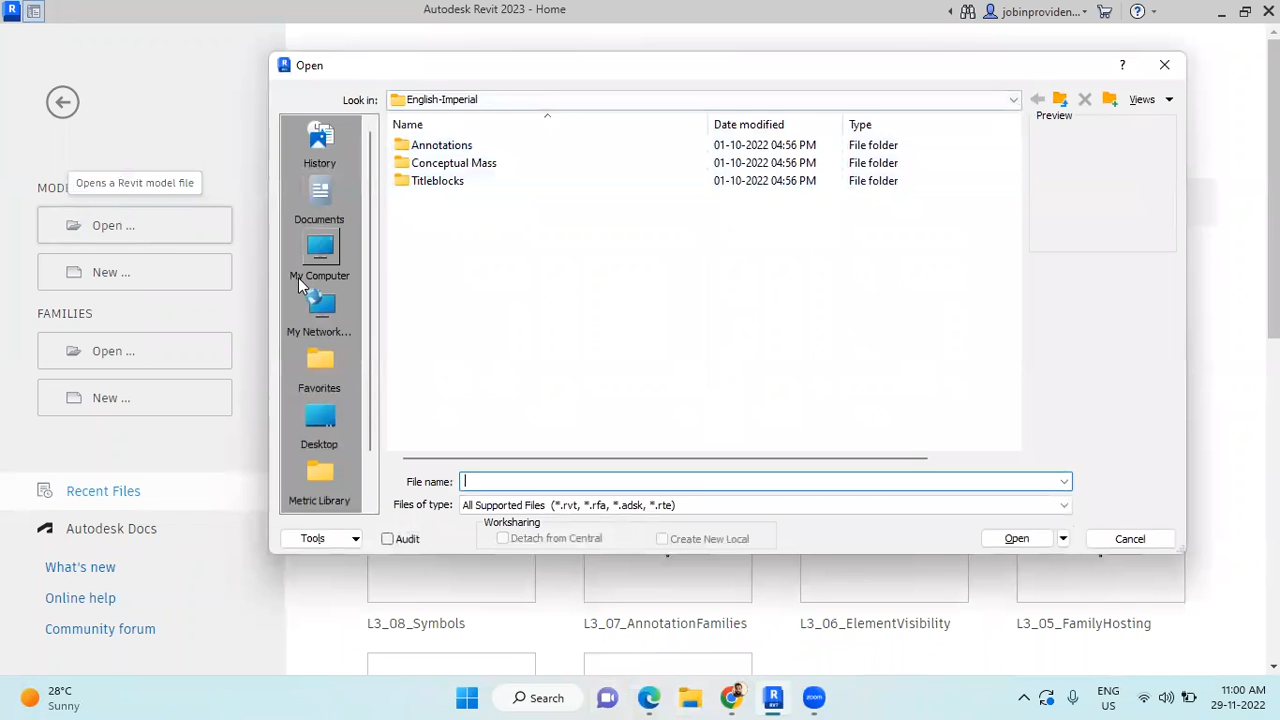 Autodesk Revit 2023 - Home
jobinproviden...
Open
Look in:
English-Imperial
Views
Name
Date modified
Type
Preview
Annotations
01-10-2022 04:56 PM
File folder
Conceptual Mass
01-10-2022 04:56 PM
File folder
Titleblocks
01-10-2022 04:56 PM
File folder
History
Documents
My Computer
My Network...
Favorites
Desktop
Metric Library
MOD
Opens a Revit model file
Open ...
New ...
FAMILIES
Open ...
New ...
Recent Files
Autodesk Docs
What's new
Online help
Community forum
File name:
Files of type:
All Supported Files (*.rvt, *.rfa, *.adsk, *.rte)
Worksharing
Tools
Audit
Detach from Central
Create New Local
Open
Cancel
L3_08_Symbols
L3_07_AnnotationFamilies
L3_06_ElementVisibility
L3_05_FamilyHosting
28°C
Sunny
Search
ENG
US
11:00 AM
29-11-2022